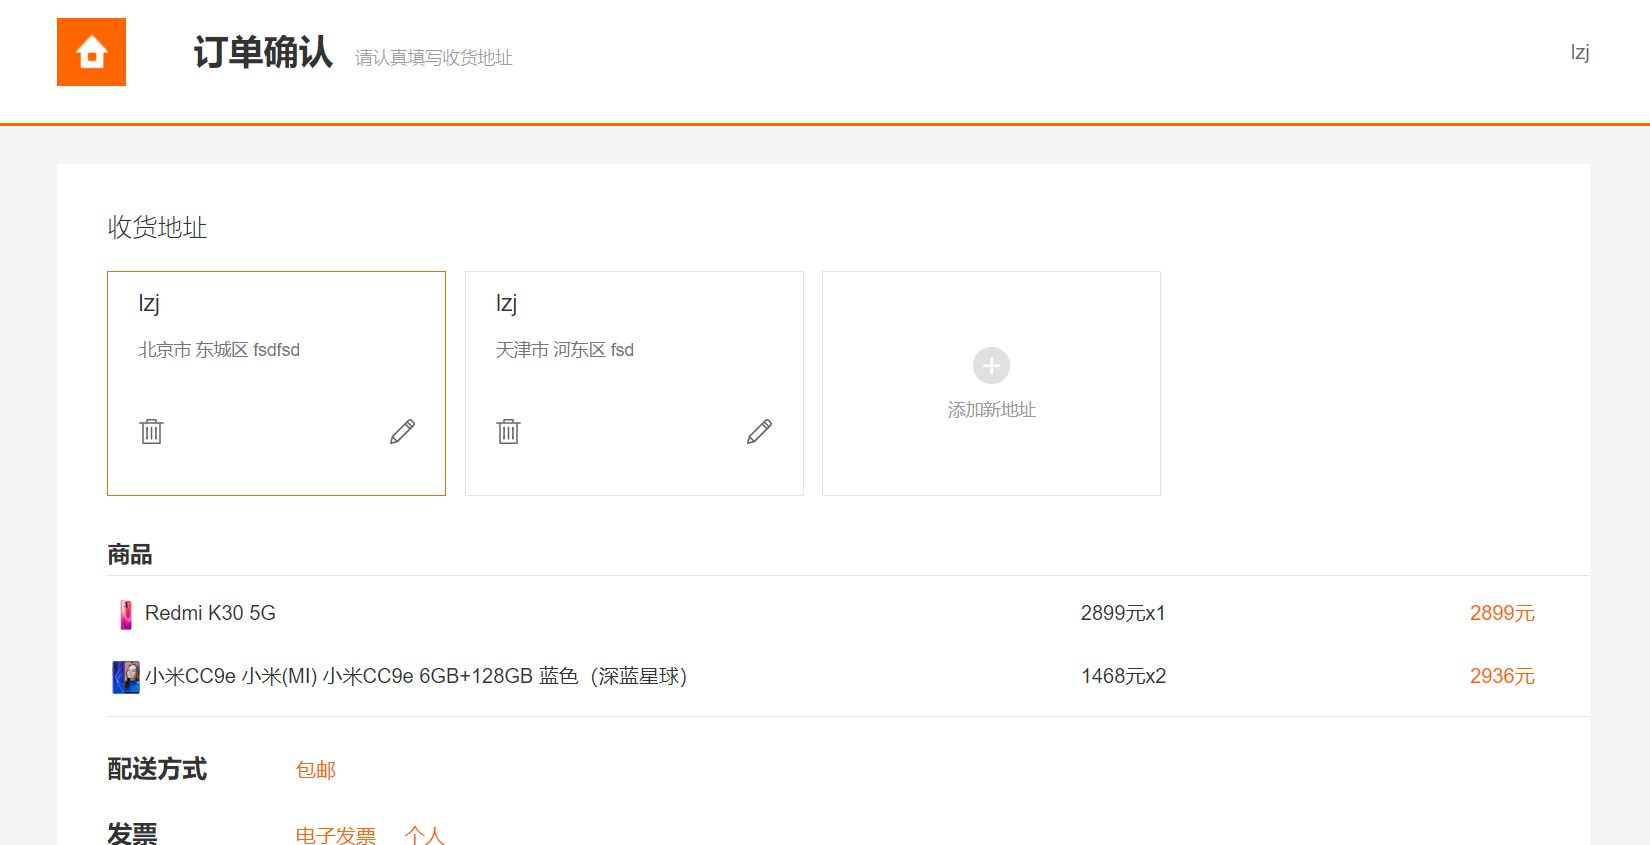 订单确认 请认真填写收货地址 lzj
收货地址
lzj lzj
北京市 东城区 fsdfsd 天津市 河东区 fsd
添加新地址
商品
Redmi K30 5G 2899元x1 2899元
小米CC9e 小米(MI) 小米CC9e 6GB+128GB 蓝色（深蓝星球） 1468元x2 2936元
配送方式 包邮
发票 电子发票 个人